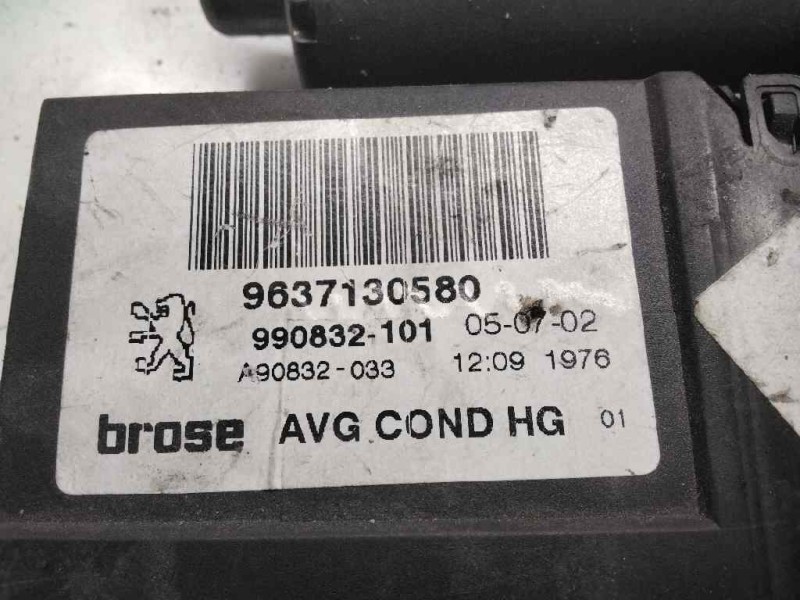 9637130580
990832-101 05-07-02
A90832-033 12:09 1976
brose AVG COND HG 01